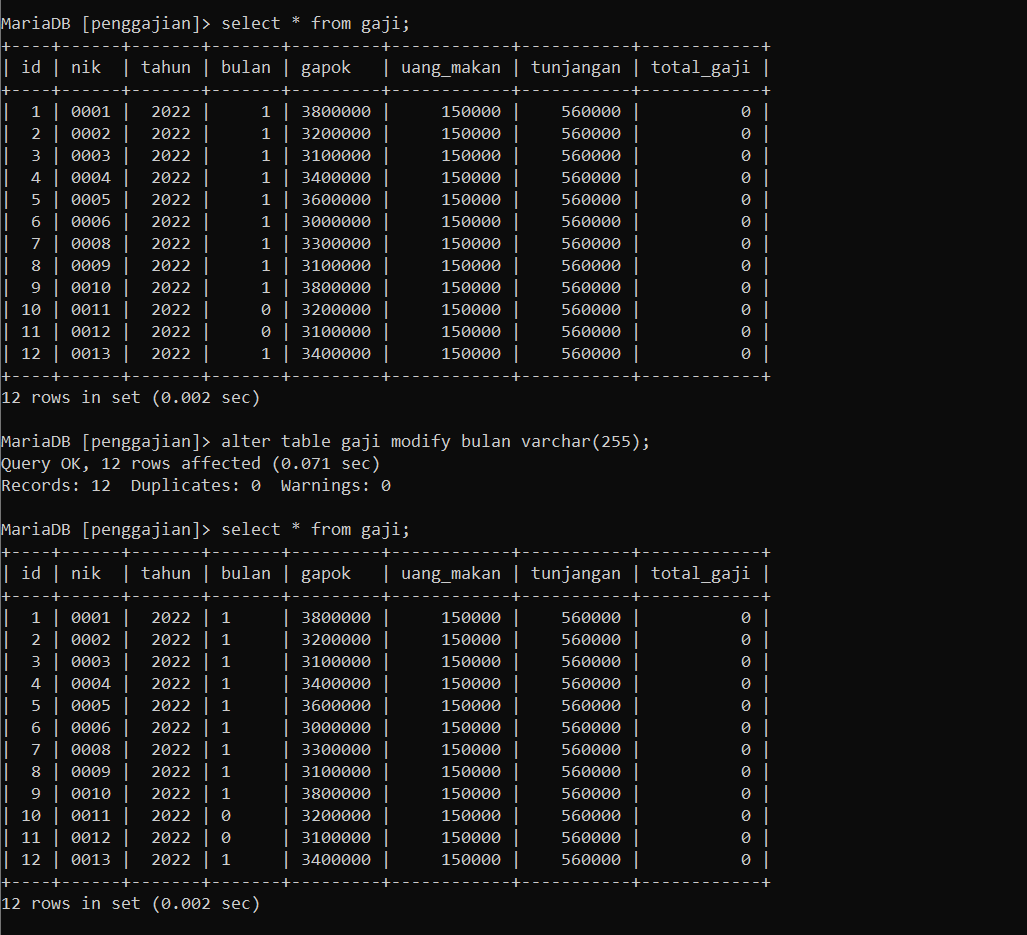 MariaDB [penggajian]> select * from gaji;
+----+------+-------+-------+---------+------------+-----------+------------+
| id | nik  | tahun | bulan | gapok   | uang_makan | tunjangan | total_gaji |
+----+------+-------+-------+---------+------------+-----------+------------+
|  1 | 0001 |  2022 |     1 | 3800000 |     150000 |    560000 |          0 |
|  2 | 0002 |  2022 |     1 | 3200000 |     150000 |    560000 |          0 |
|  3 | 0003 |  2022 |     1 | 3100000 |     150000 |    560000 |          0 |
|  4 | 0004 |  2022 |     1 | 3400000 |     150000 |    560000 |          0 |
|  5 | 0005 |  2022 |     1 | 3600000 |     150000 |    560000 |          0 |
|  6 | 0006 |  2022 |     1 | 3000000 |     150000 |    560000 |          0 |
|  7 | 0008 |  2022 |     1 | 3300000 |     150000 |    560000 |          0 |
|  8 | 0009 |  2022 |     1 | 3100000 |     150000 |    560000 |          0 |
|  9 | 0010 |  2022 |     1 | 3800000 |     150000 |    560000 |          0 |
| 10 | 0011 |  2022 |     0 | 3200000 |     150000 |    560000 |          0 |
| 11 | 0012 |  2022 |     0 | 3100000 |     150000 |    560000 |          0 |
| 12 | 0013 |  2022 |     1 | 3400000 |     150000 |    560000 |          0 |
+----+------+-------+-------+---------+------------+-----------+------------+
12 rows in set (0.002 sec)

MariaDB [penggajian]> alter table gaji modify bulan varchar(255);
Query OK, 12 rows affected (0.071 sec)
Records: 12  Duplicates: 0  Warnings: 0

MariaDB [penggajian]> select * from gaji;
+----+------+-------+-------+---------+------------+-----------+------------+
| id | nik  | tahun | bulan | gapok   | uang_makan | tunjangan | total_gaji |
+----+------+-------+-------+---------+------------+-----------+------------+
|  1 | 0001 |  2022 | 1     | 3800000 |     150000 |    560000 |          0 |
|  2 | 0002 |  2022 | 1     | 3200000 |     150000 |    560000 |          0 |
|  3 | 0003 |  2022 | 1     | 3100000 |     150000 |    560000 |          0 |
|  4 | 0004 |  2022 | 1     | 3400000 |     150000 |    560000 |          0 |
|  5 | 0005 |  2022 | 1     | 3600000 |     150000 |    560000 |          0 |
|  6 | 0006 |  2022 | 1     | 3000000 |     150000 |    560000 |          0 |
|  7 | 0008 |  2022 | 1     | 3300000 |     150000 |    560000 |          0 |
|  8 | 0009 |  2022 | 1     | 3100000 |     150000 |    560000 |          0 |
|  9 | 0010 |  2022 | 1     | 3800000 |     150000 |    560000 |          0 |
| 10 | 0011 |  2022 | 0     | 3200000 |     150000 |    560000 |          0 |
| 11 | 0012 |  2022 | 0     | 3100000 |     150000 |    560000 |          0 |
| 12 | 0013 |  2022 | 1     | 3400000 |     150000 |    560000 |          0 |
+----+------+-------+-------+---------+------------+-----------+------------+
12 rows in set (0.002 sec)